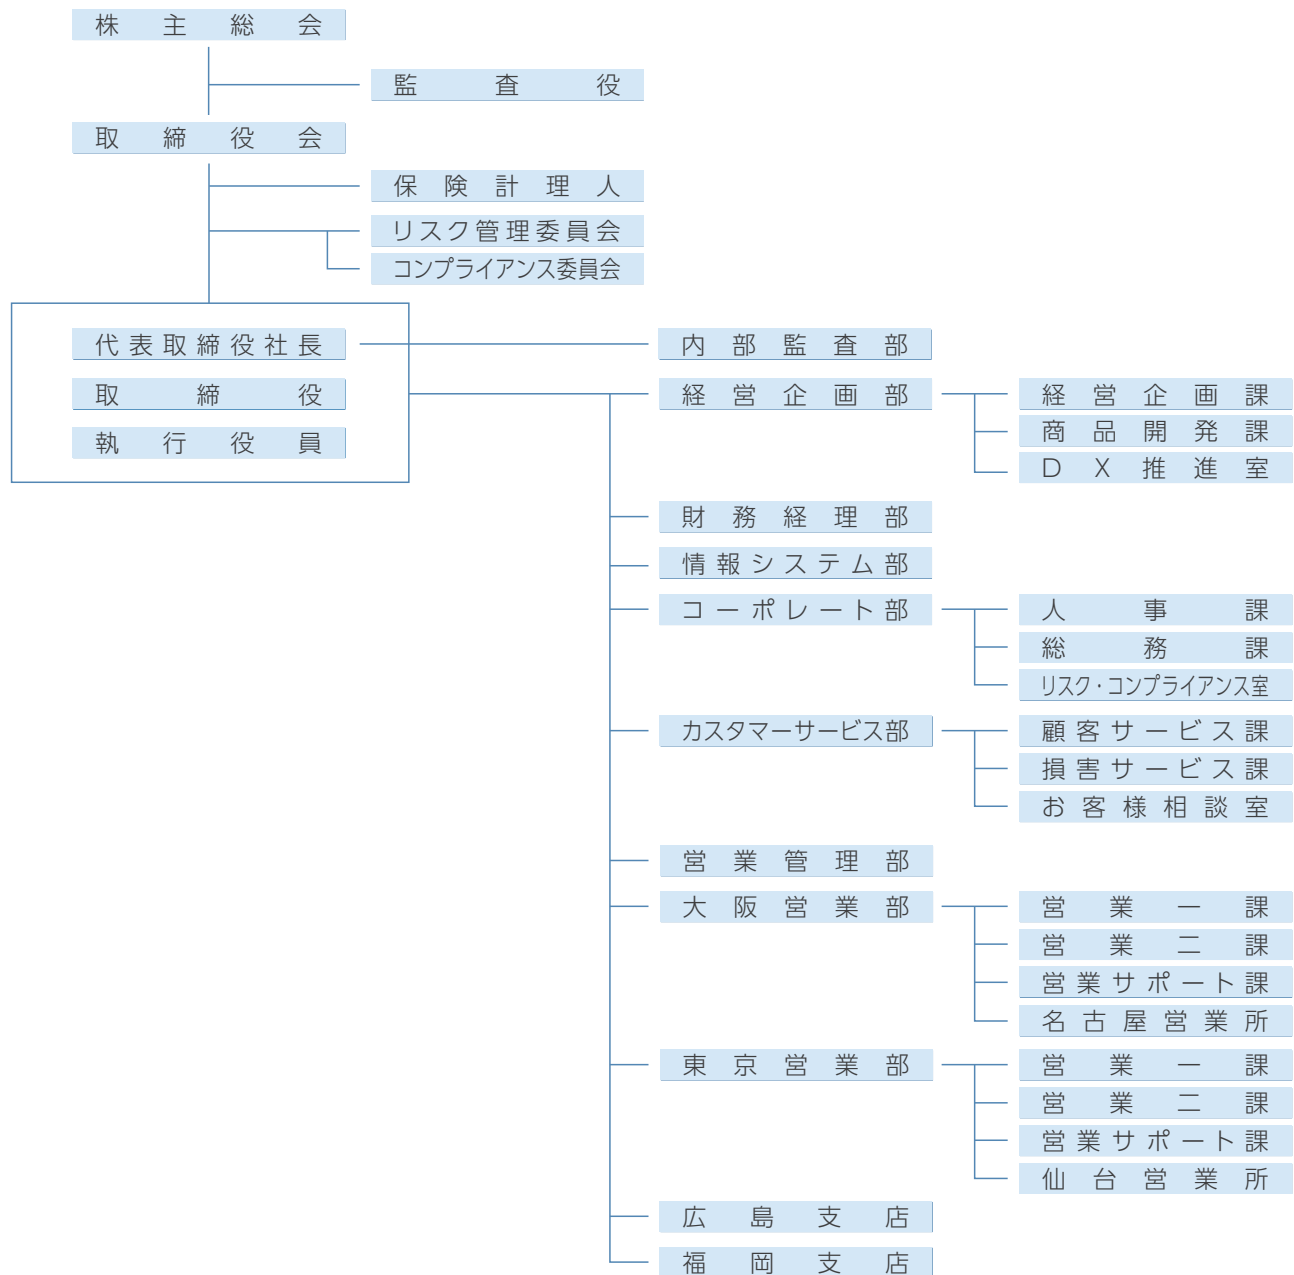 株主総会
監査役
取締役会
保険計理人
リスク管理委員会
コンプライアンス委員会
代表取締役社長
内部監査部
取締役
経営企画部
経営企画課
商品開発課
執行役員
DX推進室
財務経理部
情報システム部
コーポレート部
人事課
総務課
リスク・コンプライアンス室
カスタマーサービス部
顧客サービス課
損害サービス課
お客様相談室
営業管理部
大阪営業部
営業一課
営業二課
営業サポート課
名古屋営業所
東京営業部
営業一課
営業二課
営業サポート課
仙台営業所
広島支店
福岡支店